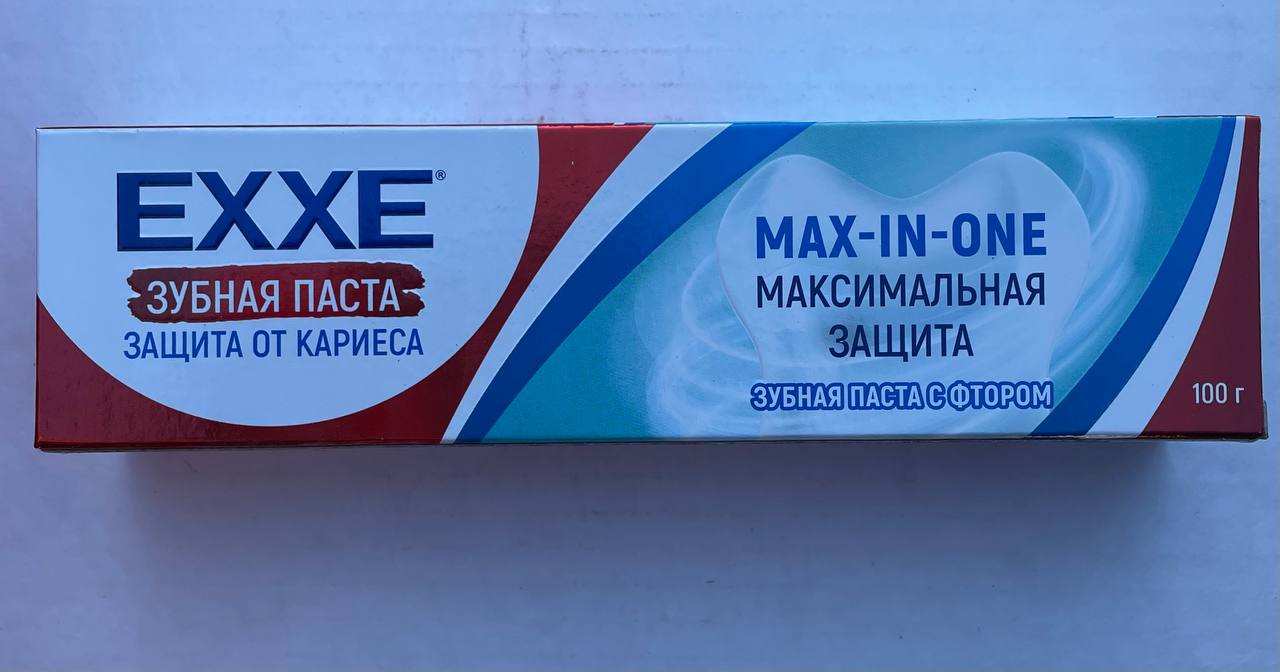 EXXE®
ЗУБНАЯ ПАСТА
ЗАЩИТА ОТ КАРИЕСА
MAX-IN-ONE
МАКСИМАЛЬНАЯ
ЗАЩИТА
ЗУБНАЯ ПАСТА С ФТОРОМ
100 г